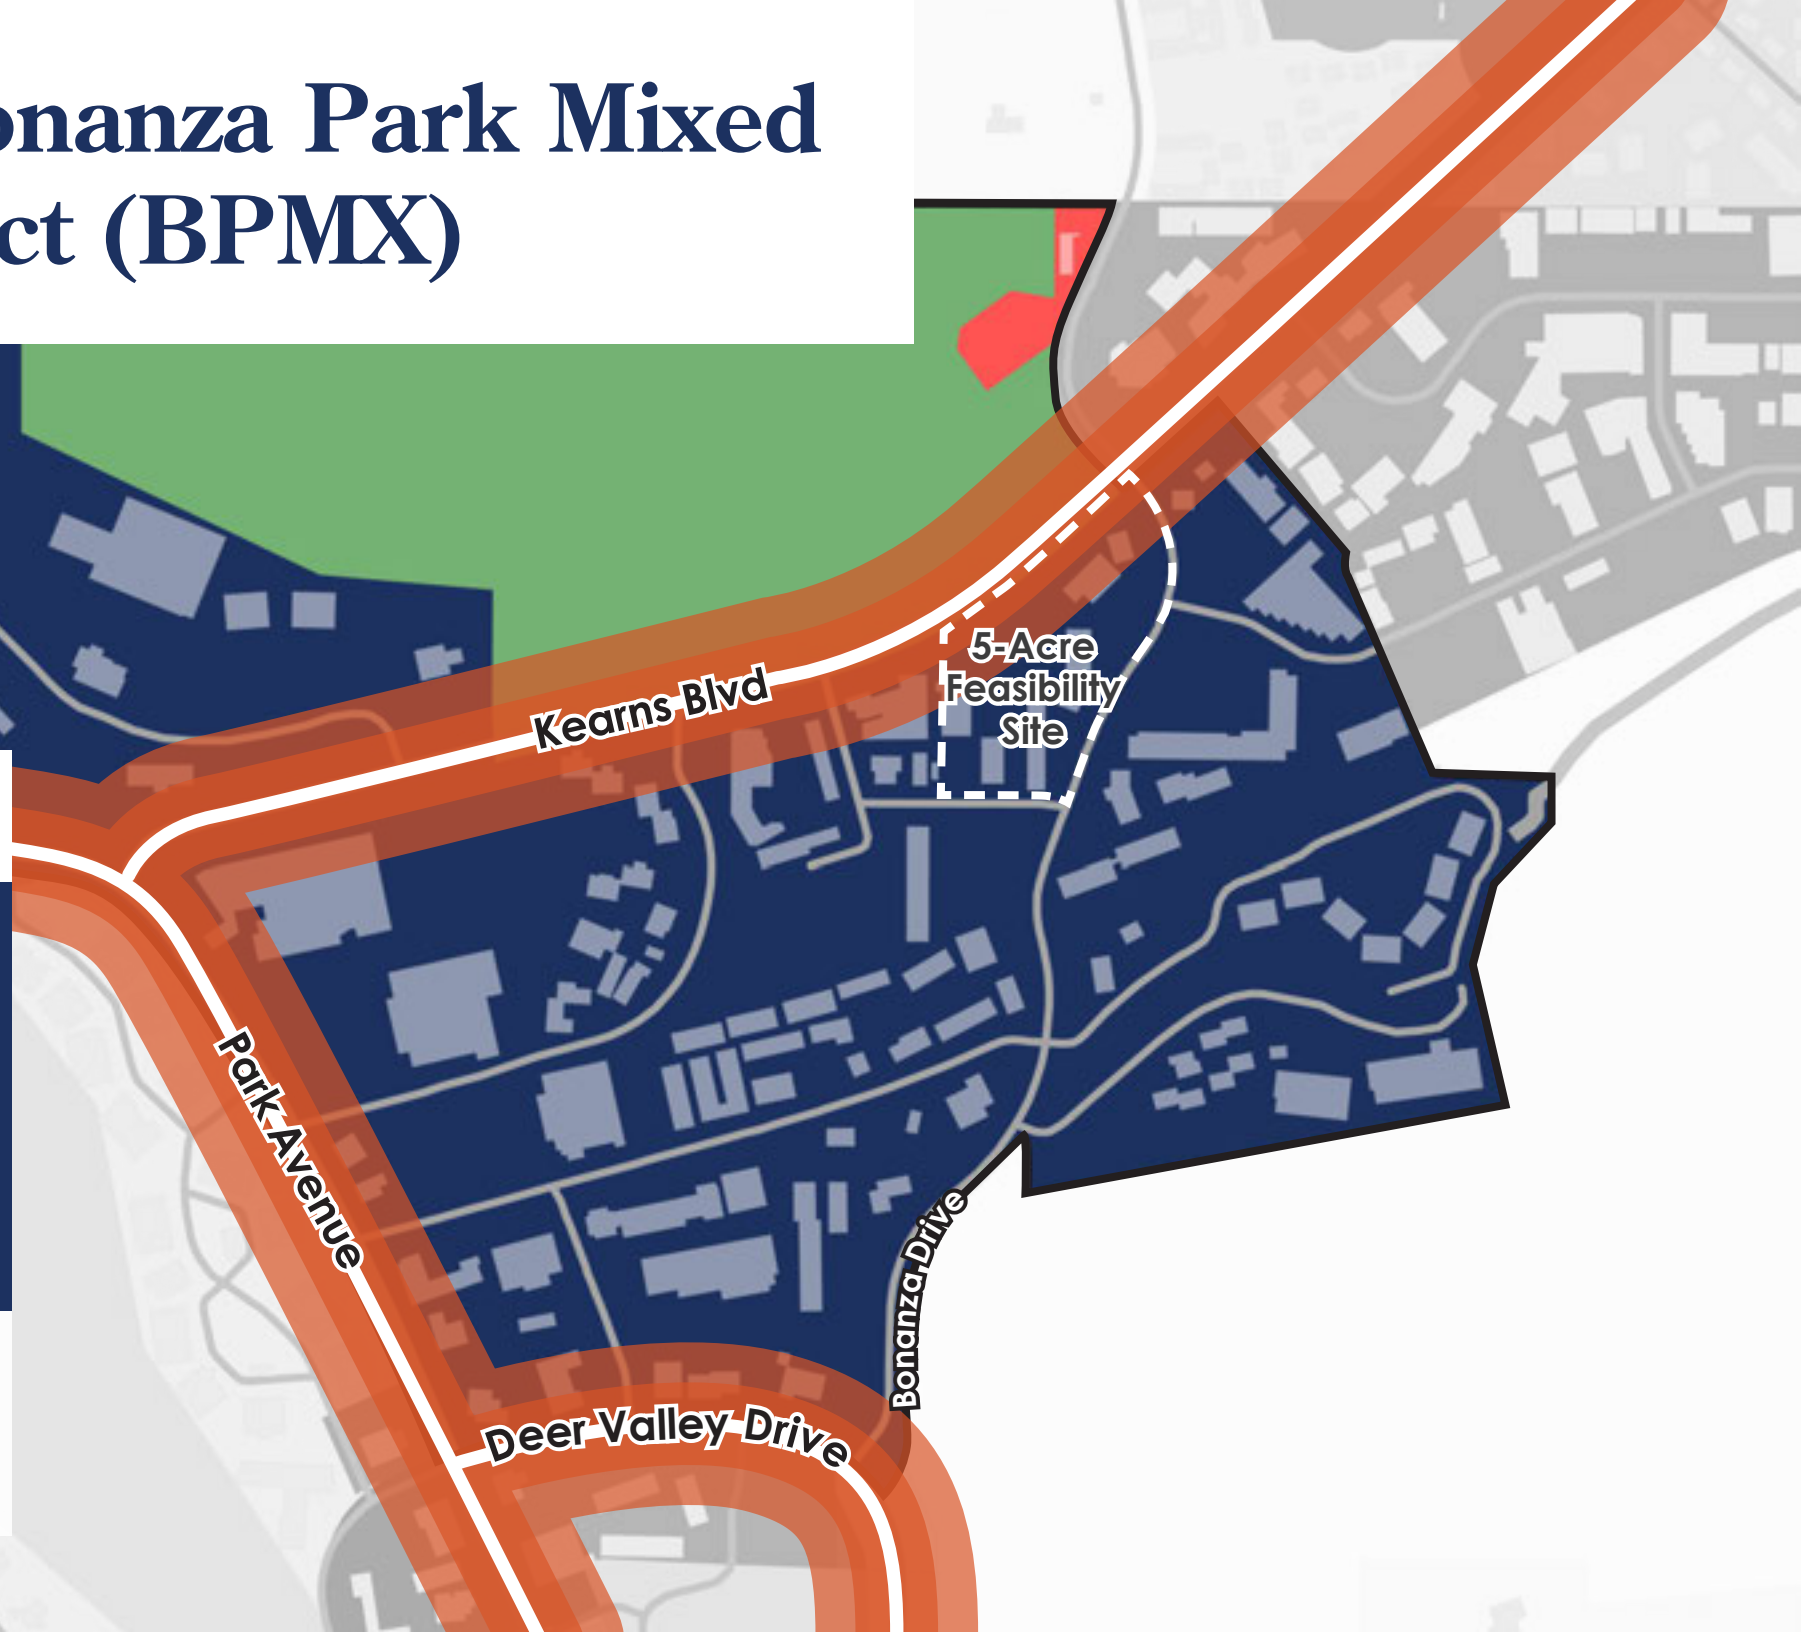 onanza Park Mixed
ct (BPMX)
5-Acre
Feasibility
Site
Kearns Blvd
Park Avenue
Bonanza Drive
Deer Valley Drive